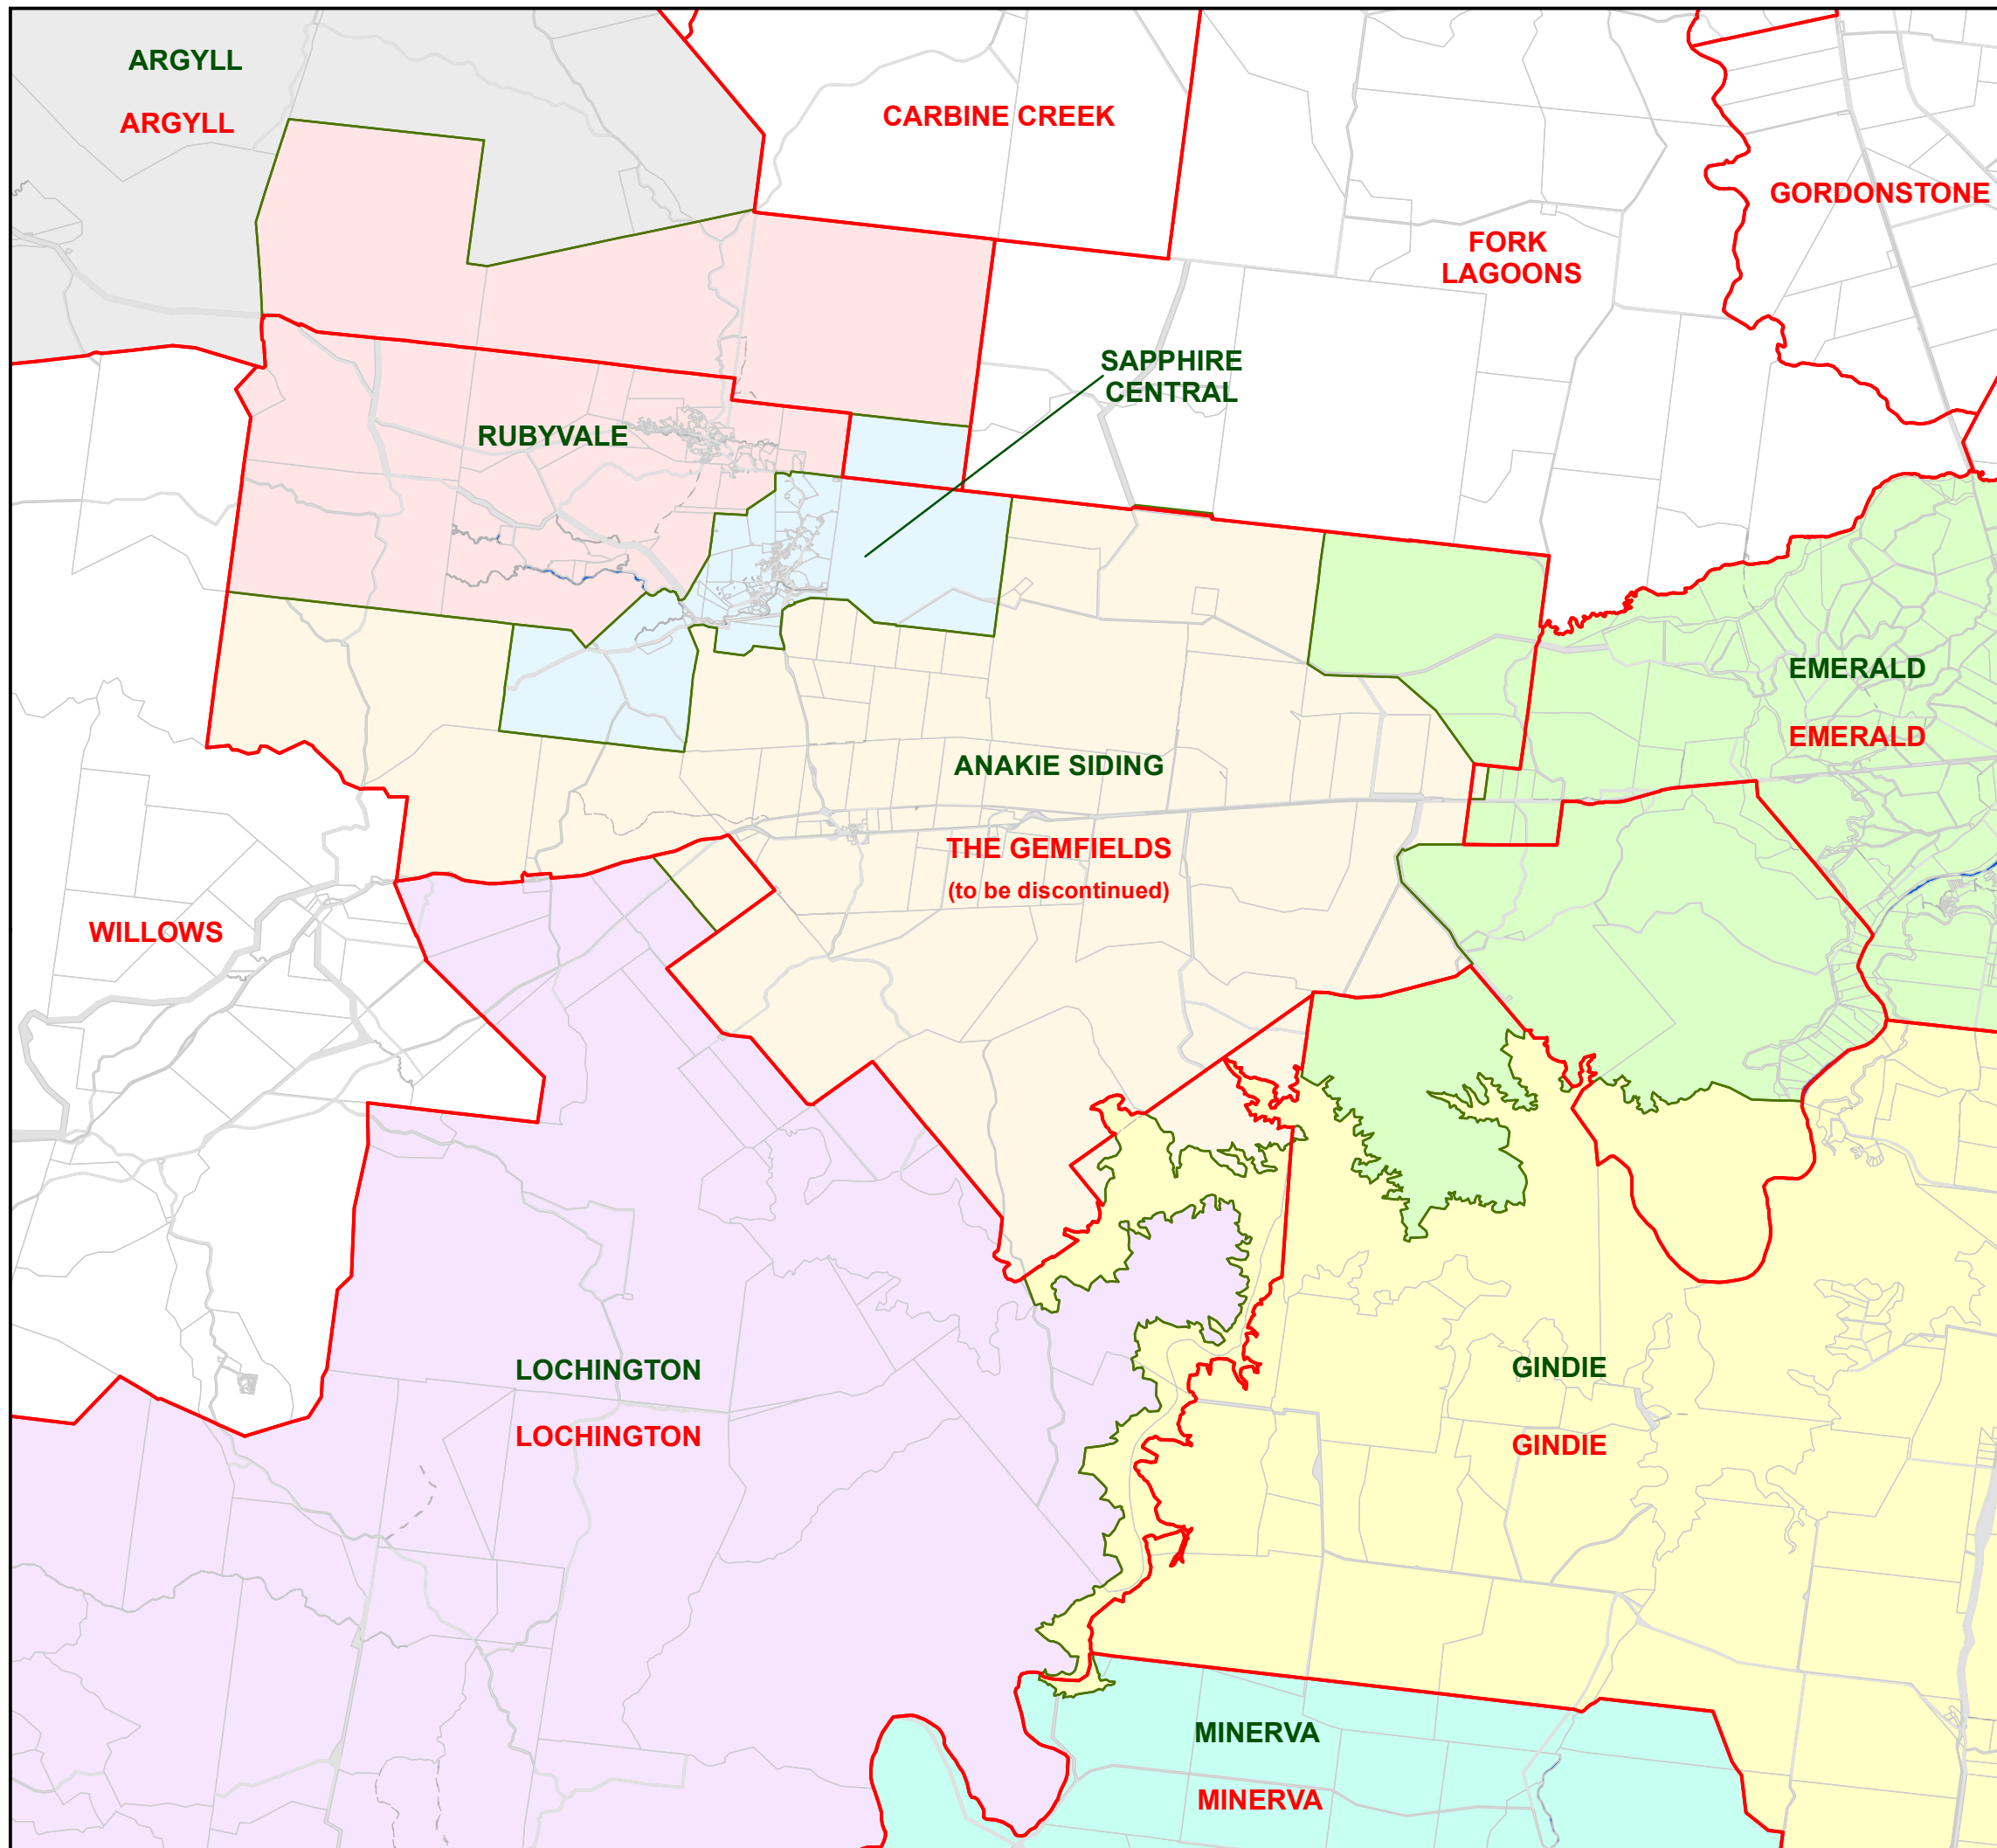 ARGYLL
ARGYLL
CARBINE CREEK
GORDONSTONE
FORK
LAGOONS
SAPPHIRE
CENTRAL
RUBYVALE
EMERALD
EMERALD
ANAKIE SIDING
THE GEMFIELDS
(to be discontinued)
WILLOWS
LOCHINGTON
LOCHINGTON
GINDIE
GINDIE
MINERVA
MINERVA